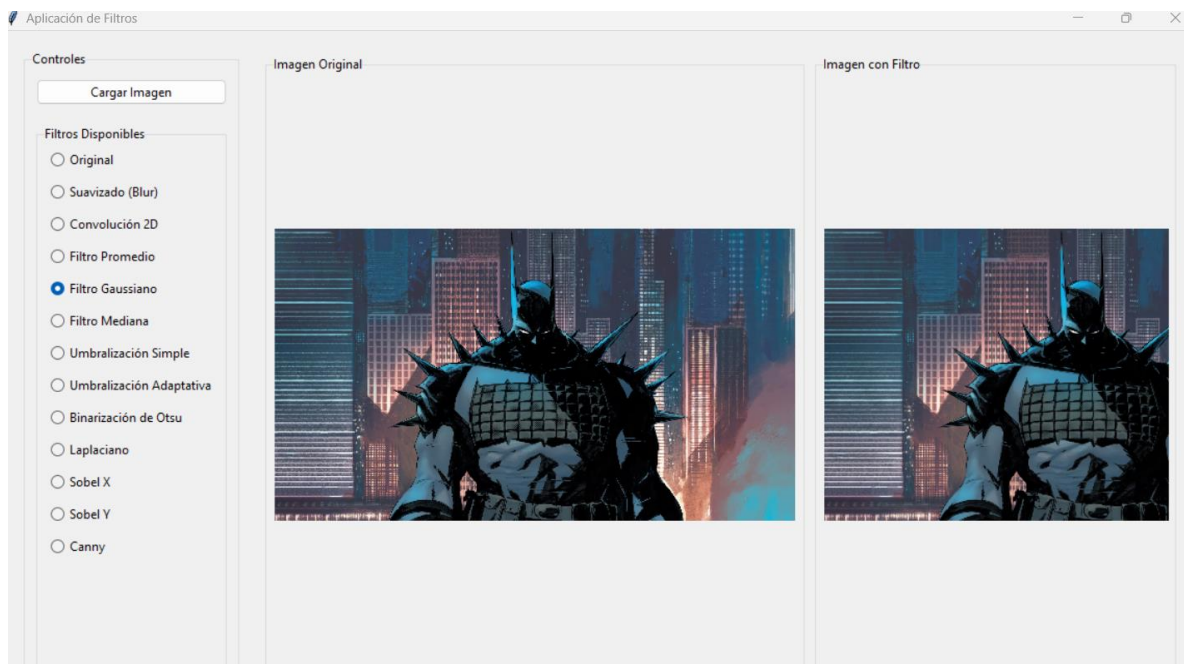 Aplicación de Filtros
Controles
Cargar Imagen
Filtros Disponibles
Original
Suavizado (Blur)
Convolución 2D
Filtro Promedio
Filtro Gaussiano
Filtro Mediana
Umbralización Simple
Umbralización Adaptativa
Binarización de Otsu
Laplaciano
Sobel X
Sobel Y
Canny
Imagen Original
Imagen con Filtro